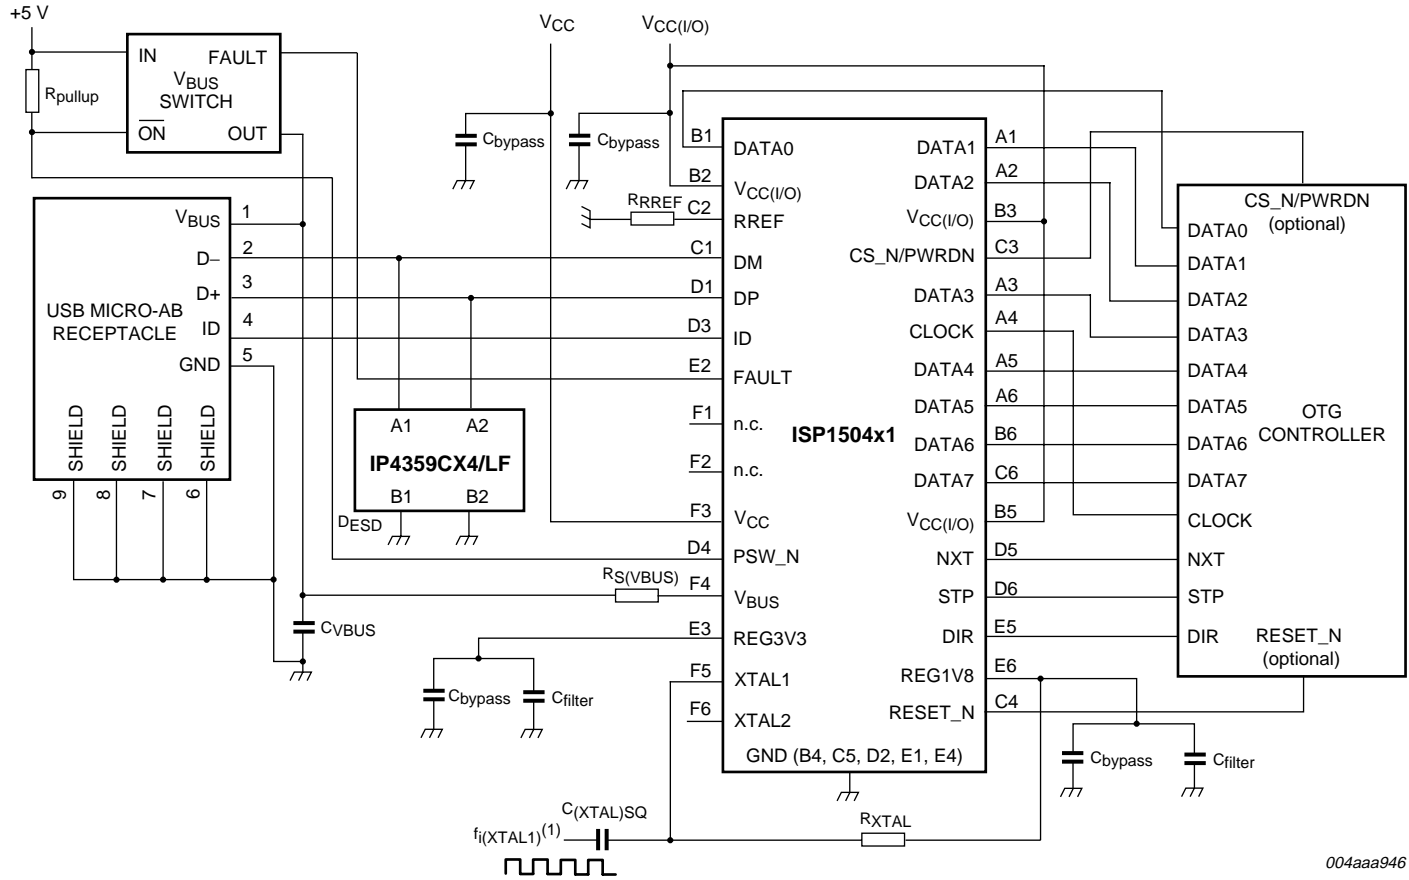 +5 V
Rpullup
IN
FAULT
VBUS
SWITCH
ON
OUT
VCC
VCC(I/O)
Cbypass
Cbypass
VBUS
1
D–
2
D+
3
ID
4
GND
5
USB MICRO-AB
RECEPTACLE
SHIELD
SHIELD
SHIELD
SHIELD
9
8
7
6
A1
A2
IP4359CX4/LF
B1
B2
DESD
RRREF
RS(VBUS)
CVBUS
Cbypass
Cfilter
C(XTAL)SQ
fi(XTAL1)(1)
RXTAL
B1
DATA0
B2
VCC(I/O)
C2
RREF
C1
DM
D1
DP
D3
ID
E2
FAULT
F1
n.c.
F2
n.c.
F3
VCC
D4
PSW_N
F4
VBUS
E3
REG3V3
F5
XTAL1
F6
XTAL2
ISP1504x1
GND (B4, C5, D2, E1, E4)
DATA1
A1
DATA2
A2
VCC(I/O)
B3
CS_N/PWRDN
C3
DATA3
A3
CLOCK
A4
DATA4
A5
DATA5
A6
DATA6
B6
DATA7
C6
VCC(I/O)
B5
NXT
D5
STP
D6
DIR
E5
REG1V8
E6
RESET_N
C4
Cbypass
Cfilter
CS_N/PWRDN
(optional)
DATA0
DATA1
DATA2
DATA3
DATA4
DATA5
DATA6
DATA7
CLOCK
NXT
STP
DIR
OTG
CONTROLLER
RESET_N
(optional)
004aaa946